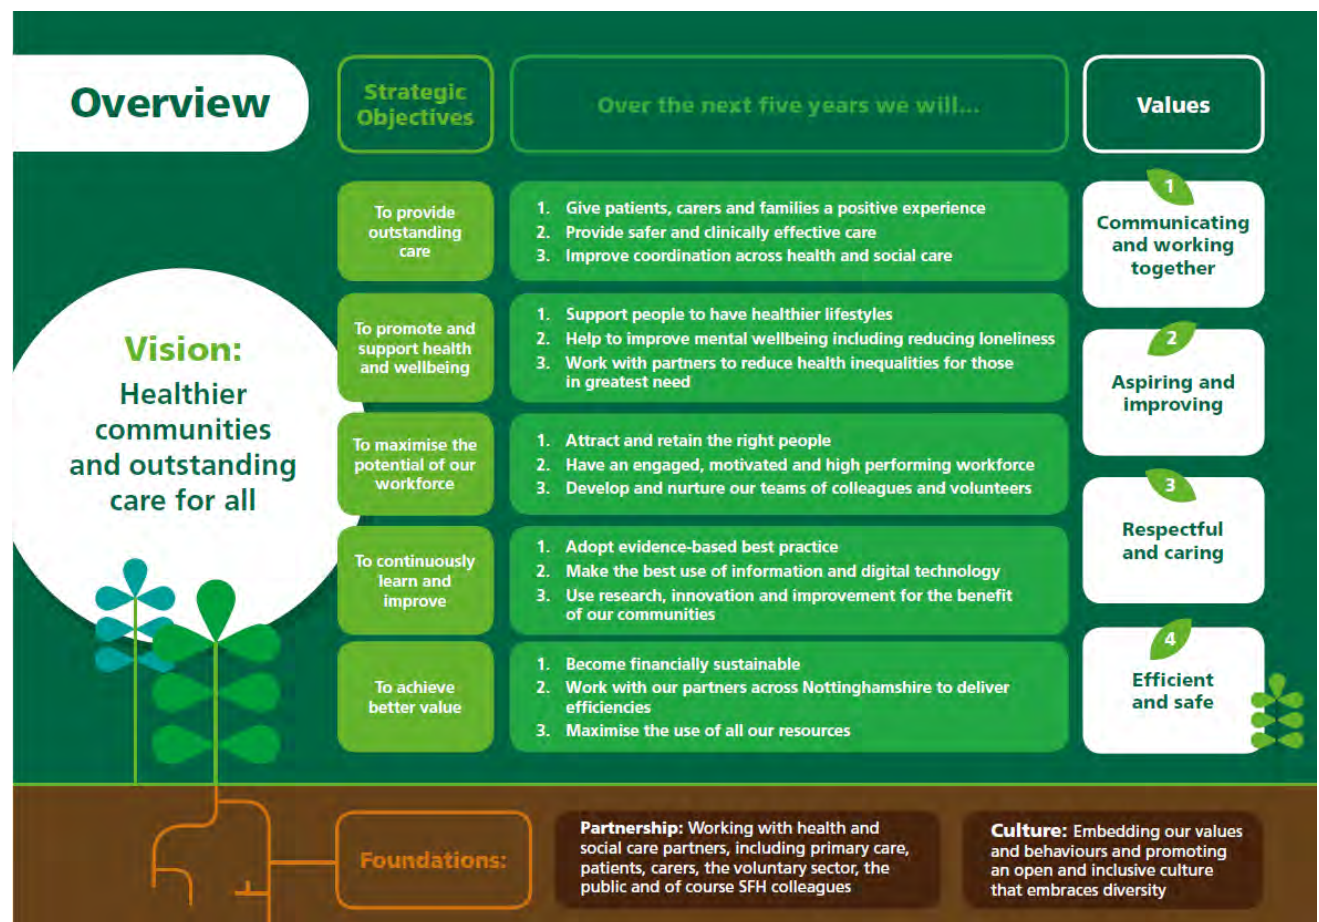 Overview
Strategic
Objectives
Over the next five years we will...
Values
Vision:
Healthier
communities
and outstanding
care for all
To provide
outstanding
care
1. Give patients, carers and families a positive experience
2. Provide safer and clinically effective care
3. Improve coordination across health and social care
To promote and
support health
and wellbeing
1. Support people to have healthier lifestyles
2. Help to improve mental wellbeing including reducing loneliness
3. Work with partners to reduce health inequalities for those
in greatest need
To maximise the
potential of our
workforce
1. Attract and retain the right people
2. Have an engaged, motivated and high performing workforce
3. Develop and nurture our teams of colleagues and volunteers
To continuously
learn and
improve
1. Adopt evidence-based best practice
2. Make the best use of information and digital technology
3. Use research, innovation and improvement for the benefit
of our communities
To achieve
better value
1. Become financially sustainable
2. Work with our partners across Nottinghamshire to deliver
efficiencies
3. Maximise the use of all our resources
1
Communicating
and working
together
2
Aspiring and
improving
3
Respectful
and caring
4
Efficient
and safe
Foundations:
Partnership: Working with health and
social care partners, including primary care,
patients, carers, the voluntary sector, the
public and of course SFH colleagues
Culture: Embedding our values
and behaviours and promoting
an open and inclusive culture
that embraces diversity